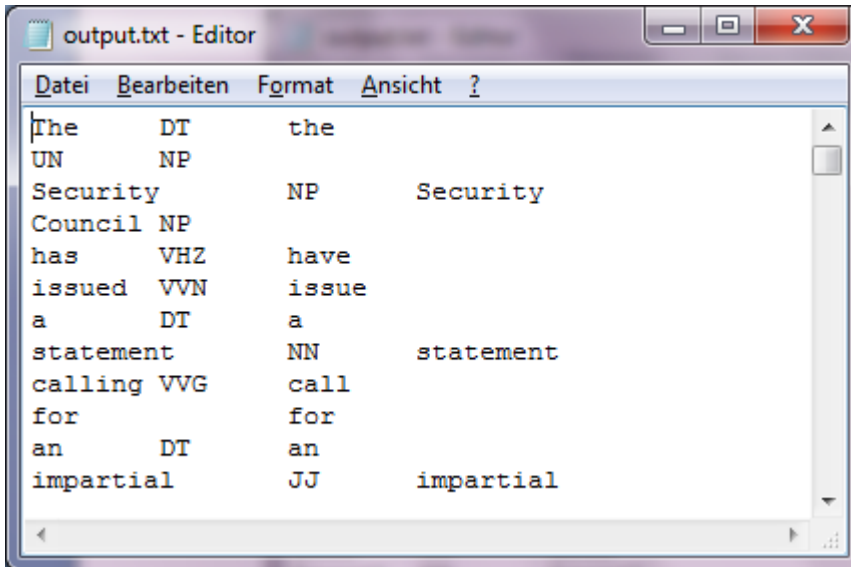 output.txt - Editor
Datei Bearbeiten Format Ansicht ?
The DT the
UN NP
Security NP Security
Council NP
has VHZ have
issued VVN issue
a DT a
statement NN statement
calling VVG call
for for
an DT an
impartial JJ impartial